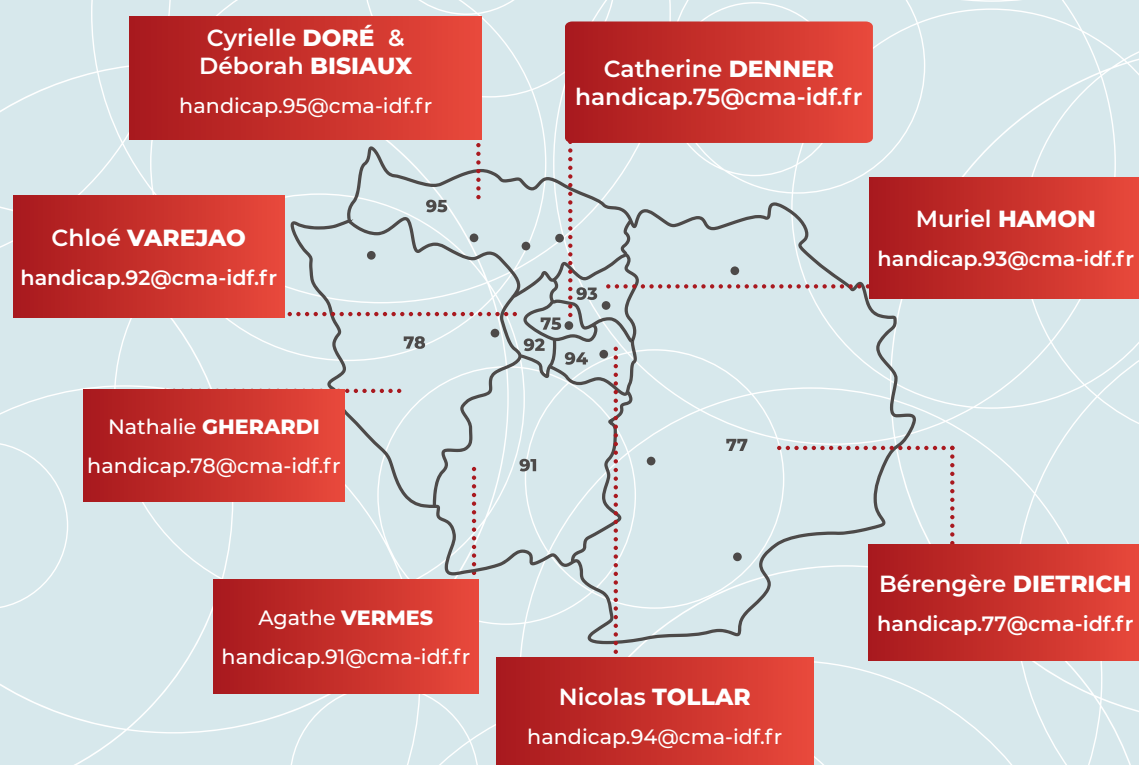 Cyrielle DORÉ &
Déborah BISIAUX
handicap.95@cma-idf.fr
Catherine DENNER
handicap.75@cma-idf.fr
Chloé VAREJAO
handicap.92@cma-idf.fr
Muriel HAMON
handicap.93@cma-idf.fr
95
93
75
78
92
94
Nathalie GHERARDI
handicap.78@cma-idf.fr
77
91
Agathe VERMES
handicap.91@cma-idf.fr
Bérengère DIETRICH
handicap.77@cma-idf.fr
Nicolas TOLLAR
handicap.94@cma-idf.fr